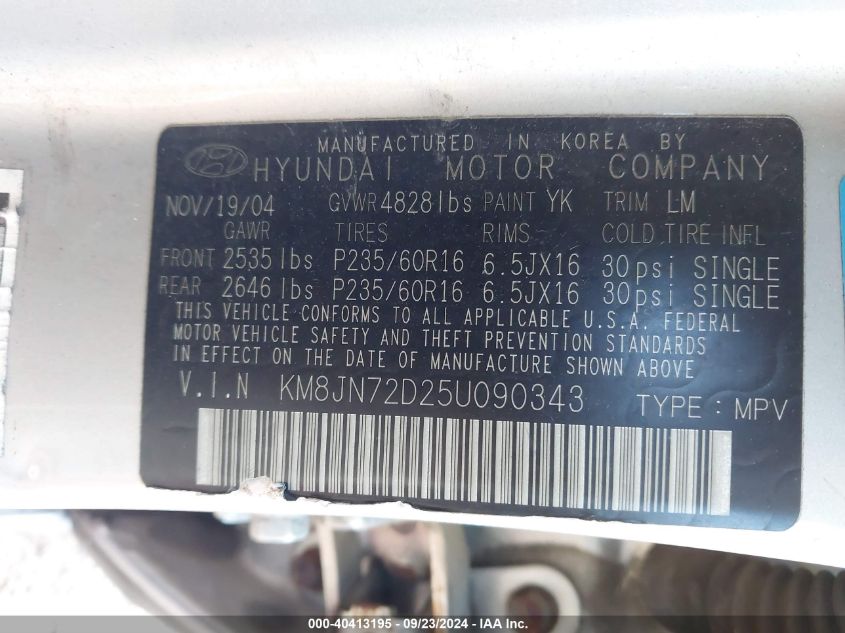 MANUFACTURED IN KOREA BY
HYUNDAI MOTOR COMPANY
NOV/19/04 GVWR 4828 lbs PAINT YK TRIM LM
GAWR TIRES RIMS COLD TIRE INFL
FRONT 2535 lbs P235/60R16 6.5JX16 30psi SINGLE
REAR 2646 lbs P235/60R16 6.5JX16 30psi SINGLE
THIS VEHICLE CONFORMS TO ALL APPLICABLE U.S.A. FEDERAL
MOTOR VEHICLE SAFETY AND THEFT PREVENTION STANDARDS
IN EFFECT ON THE DATE OF MANUFACTURE SHOWN ABOVE
V.I.N KM8JN72D25U090343 TYPE : MPV
000-40413195 - 09/23/2024 - IAA Inc.